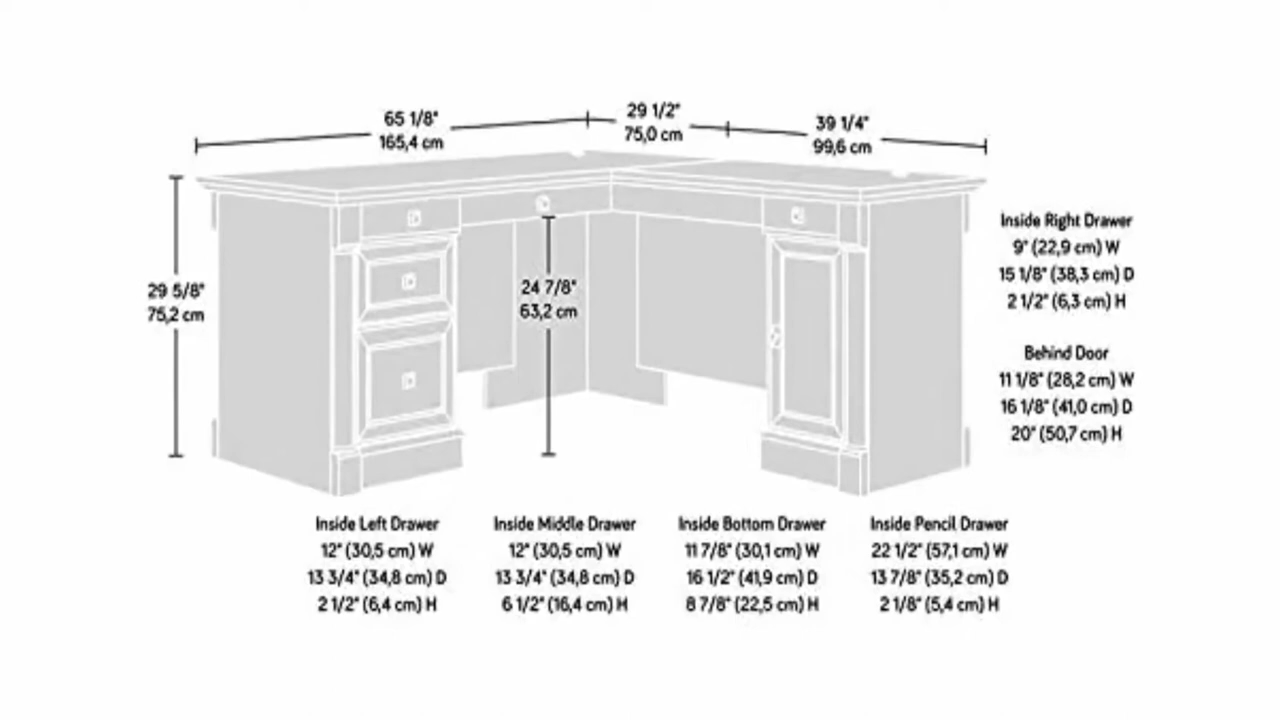 65 1/8"
165,4 cm
29 1/2"
75,0 cm
39 1/4"
99,6 cm
29 5/8"
75,2 cm
24 7/8"
63,2 cm
Inside Right Drawer
9" (22,9 cm) W
15 1/8" (38,3 cm) D
2 1/2" (6,3 cm) H
Behind Door
11 1/8" (28,2 cm) W
16 1/8" (41,0 cm) D
20" (50,7 cm) H
Inside Left Drawer
12" (30,5 cm) W
13 3/4" (34,8 cm) D
2 1/2" (6,4 cm) H
Inside Middle Drawer
12" (30,5 cm) W
13 3/4" (34,8 cm) D
6 1/2" (16,4 cm) H
Inside Bottom Drawer
11 7/8" (30,1 cm) W
16 1/2" (41,9 cm) D
8 7/8" (22,5 cm) H
Inside Pencil Drawer
22 1/2" (57,1 cm) W
13 7/8" (35,2 cm) D
2 1/8" (5,4 cm) H